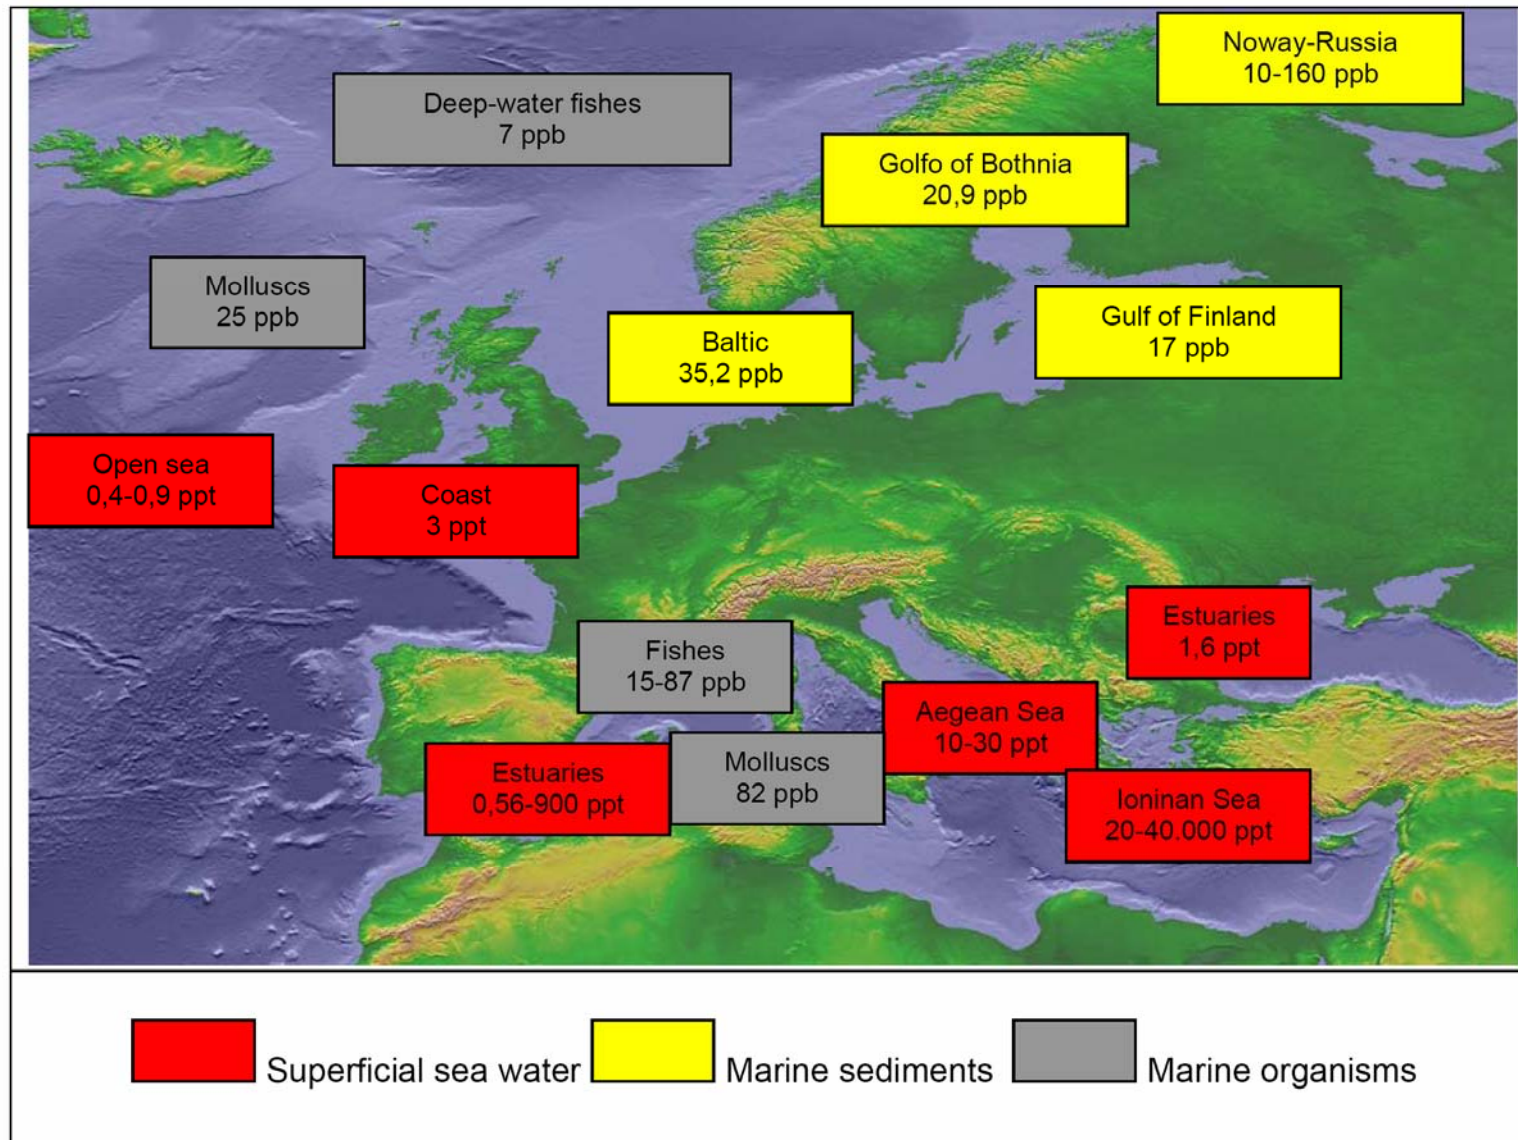 Noway-Russia
10-160 ppb
Deep-water fishes
7 ppb
Golfo of Bothnia
20,9 ppb
Molluscs
25 ppb
Gulf of Finland
17 ppb
Baltic
35,2 ppb
Open sea
0,4-0,9 ppt
Coast
3 ppt
Estuaries
1,6 ppt
Fishes
15-87 ppb
Aegean Sea
10-30 ppt
Estuaries
0,56-900 ppt
Molluscs
82 ppb
Ioninan Sea
20-40.000 ppt
Superficial sea water
Marine sediments
Marine organisms